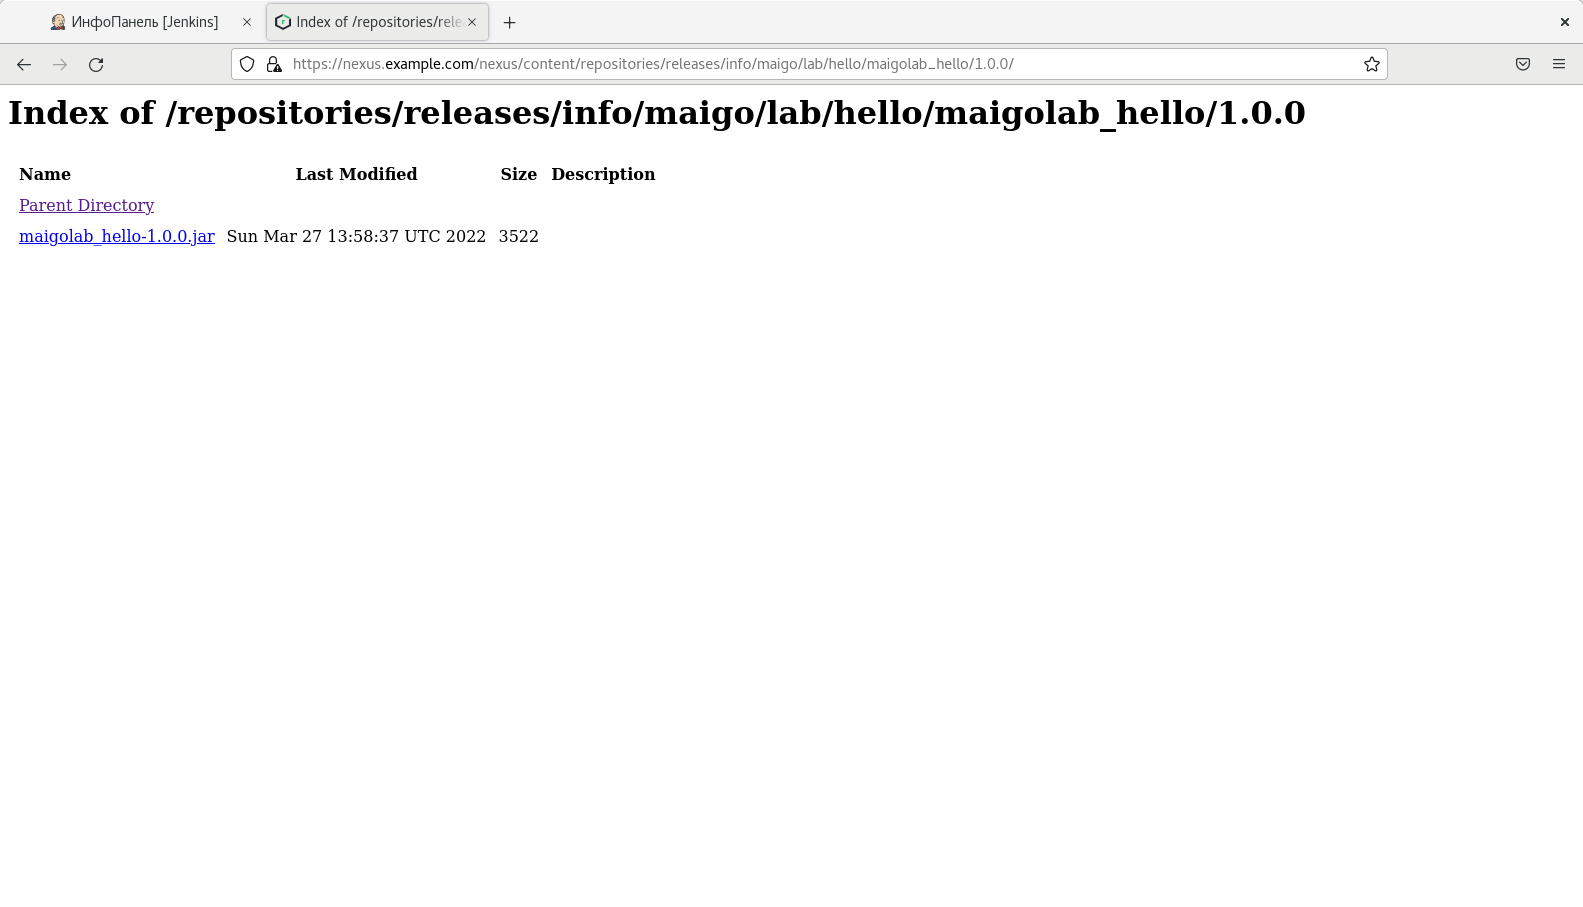 ИнфоПанель [Jenkins]
Index of /repositories/rele
https://nexus.example.com/nexus/content/repositories/releases/info/maigo/lab/hello/maigolab_hello/1.0.0/
Index of /repositories/releases/info/maigo/lab/hello/maigolab_hello/1.0.0
Name Last Modified Size Description
Parent Directory
maigolab_hello-1.0.0.jar Sun Mar 27 13:58:37 UTC 2022 3522